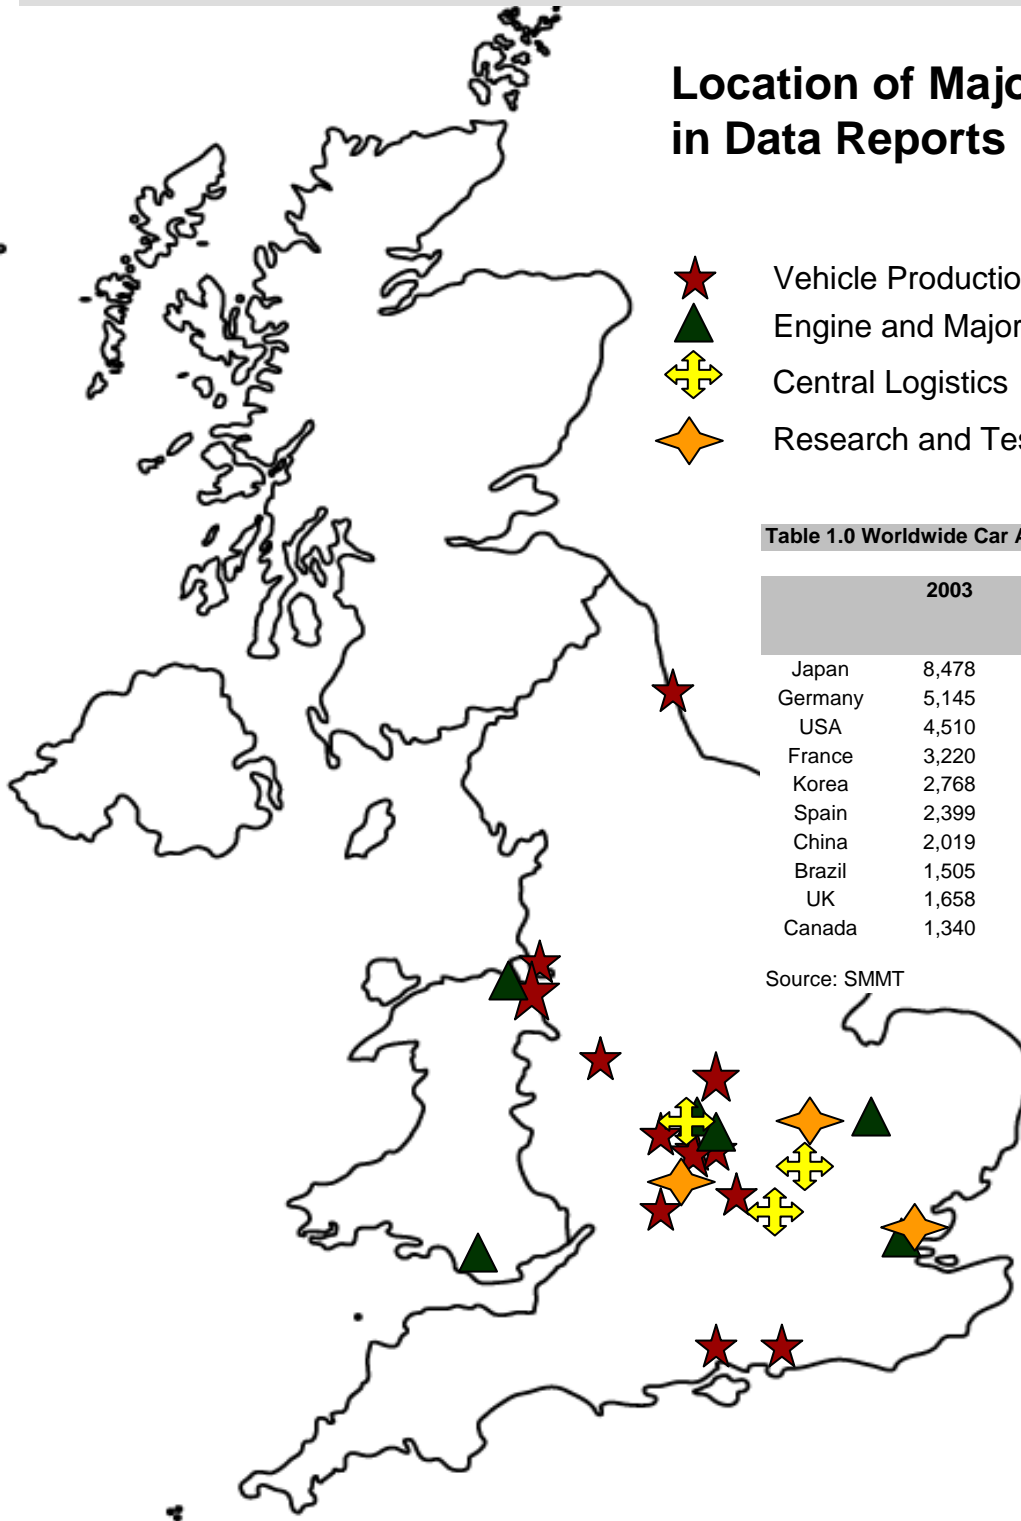 Location of Majo
in Data Reports
Vehicle Productio
Engine and Major
Central Logistics
Research and Tes
Table 1.0 Worldwide Car A
2003
Japan 8,478
Germany 5,145
USA 4,510
France 3,220
Korea 2,768
Spain 2,399
China 2,019
Brazil 1,505
UK 1,658
Canada 1,340
Source: SMMT